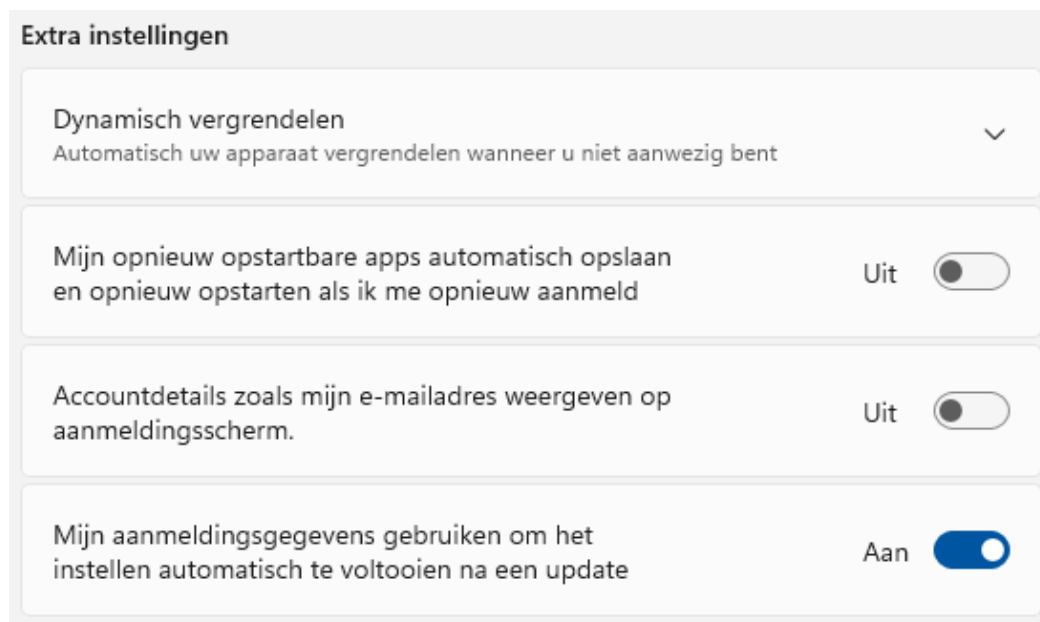 Extra instellingen
Dynamisch vergrendelen
Automatisch uw apparaat vergrendelen wanneer u niet aanwezig bent
Mijn opnieuw opstartbare apps automatisch opslaan
en opnieuw opstarten als ik me opnieuw aanmeld
Uit
Accountdetails zoals mijn e-mailadres weergeven op
aanmeldingsscherm.
Uit
Mijn aanmeldingsgegevens gebruiken om het
instellen automatisch te voltooien na een update
Aan